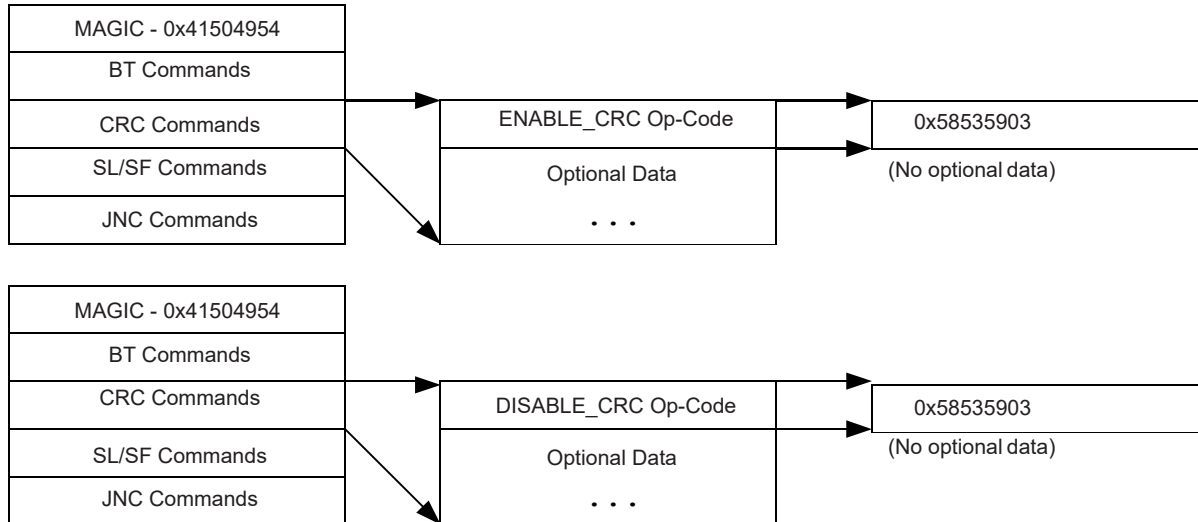 MAGIC - 0x41504954
BT Commands
CRC Commands
SL/SF Commands
JNC Commands
ENABLE_CRC Op-Code
Optional Data
. . .
0x58535903
(No optional data)
MAGIC - 0x41504954
BT Commands
CRC Commands
SL/SF Commands
JNC Commands
DISABLE_CRC Op-Code
Optional Data
. . .
0x58535903
(No optional data)